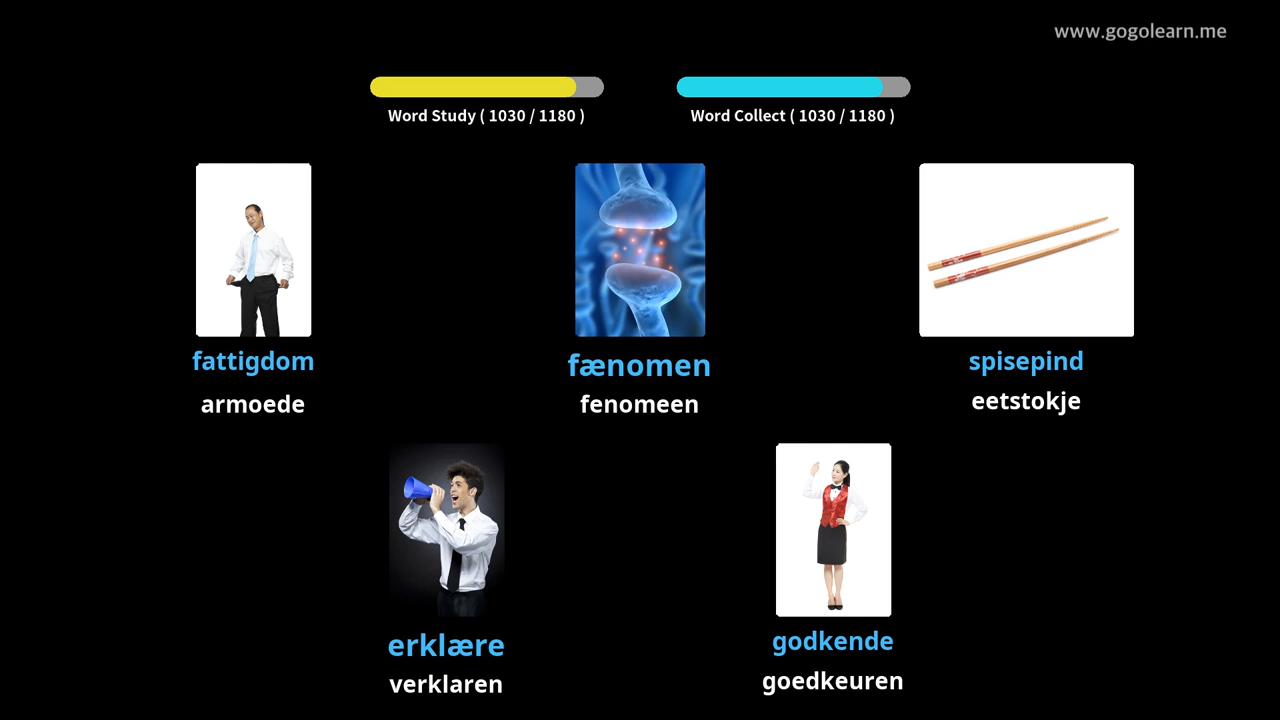 www.gogolearn.me
Word Study ( 1030 / 1180 )
Word Collect ( 1030 / 1180 )
fattigdom
armoede
fænomen
fenomeen
spisepind
eetstokje
erklære
verklaren
godkende
goedkeuren